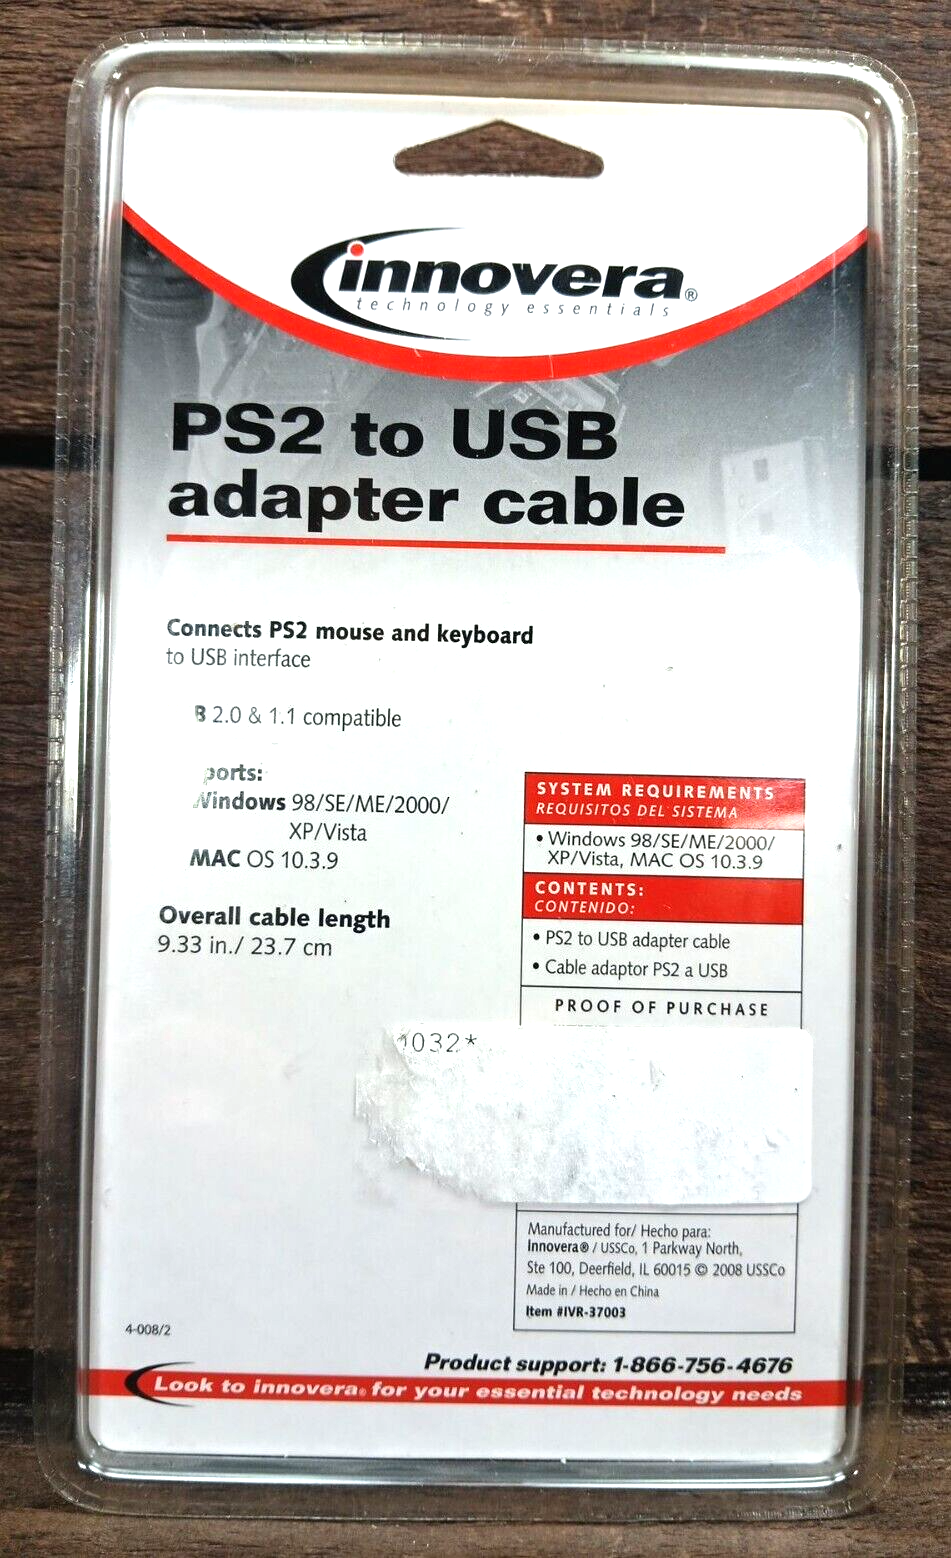 innovera®
technology essentials
PS2 to USB
adapter cable
Connects PS2 mouse and keyboard
to USB interface
B 2.0 & 1.1 compatible
ports:
Windows 98/SE/ME/2000/
XP/Vista
MAC OS 10.3.9
Overall cable length
9.33 in./ 23.7 cm
SYSTEM REQUIREMENTS
REQUISITOS DEL SISTEMA
• Windows 98/SE/ME/2000/
XP/Vista, MAC OS 10.3.9
CONTENTS:
CONTENIDO:
• PS2 to USB adapter cable
• Cable adaptor PS2 a USB
PROOF OF PURCHASE
032*
Manufactured for/ Hecho para:
Innovera® / USSCo, 1 Parkway North,
Ste 100, Deerfield, IL 60015 © 2008 USSCo
Made in / Hecho en China
Item #IVR-37003
4-008/2
Product support: 1-866-756-4676
Look to innovera® for your essential technology needs